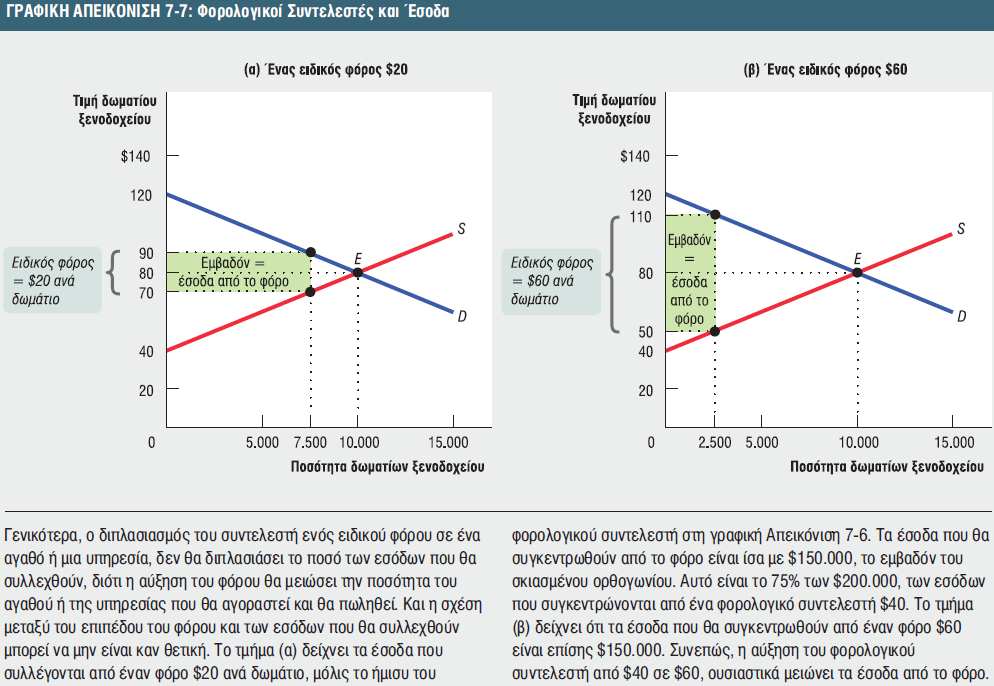 ΓΡΑΦΙΚΗ ΑΠΕΙΚΟΝΙΣΗ 7-7: Φορολογικοί Συντελεστές και Έσοδα
(α) Ένας ειδικός φόρος $20
Τιμή δωματίου
ξενοδοχείου
$140
120
90
80
70
40
20
0
Ειδικός φόρος
= $20 ανά
δωμάτιο
Εμβαδόν =
έσοδα από το φόρο
E
S
D
5.000 7.500 10.000 15.000
Ποσότητα δωματίων ξενοδοχείου
(β) Ένας ειδικός φόρος $60
Τιμή δωματίου
ξενοδοχείου
$140
120
110
80
50
40
20
0
Ειδικός φόρος
= $60 ανά
δωμάτιο
Εμβαδόν
=
έσοδα
από το
φόρο
E
S
D
2.500 5.000 10.000 15.000
Ποσότητα δωματίων ξενοδοχείου
Γενικότερα, ο διπλασιασμός του συντελεστή ενός ειδικού φόρου σε ένα
αγαθό ή μια υπηρεσία, δεν θα διπλασιάσει το ποσό των εσόδων που θα
συλλεχθούν, διότι η αύξηση του φόρου θα μειώσει την ποσότητα του
αγαθού ή της υπηρεσίας που θα αγοραστεί και θα πωληθεί. Και η σχέση
μεταξύ του επιπέδου του φόρου και των εσόδων που θα συλλεχθούν
μπορεί να μην είναι καν θετική. Το τμήμα (α) δείχνει τα έσοδα που
συλλέγονται από έναν φόρο $20 ανά δωμάτιο, μόλις το ήμισυ του
φορολογικού συντελεστή στη γραφική Απεικόνιση 7-6. Τα έσοδα που θα
συγκεντρωθούν από το φόρο είναι ίσα με $150.000, το εμβαδόν του
σκιασμένου ορθογωνίου. Αυτό είναι το 75% των $200.000, των εσόδων
που συγκεντρώνονται από ένα φορολογικό συντελεστή $40. Το τμήμα
(β) δείχνει ότι τα έσοδα που θα συγκεντρωθούν από έναν φόρο $60
είναι επίσης $150.000. Συνεπώς, η αύξηση του φορολογικού
συντελεστή από $40 σε $60, ουσιαστικά μειώνει τα έσοδα από το φόρο.